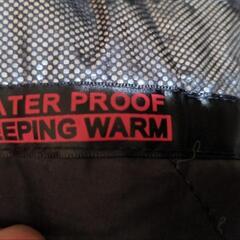 ATER PROOF
EEPING WARM